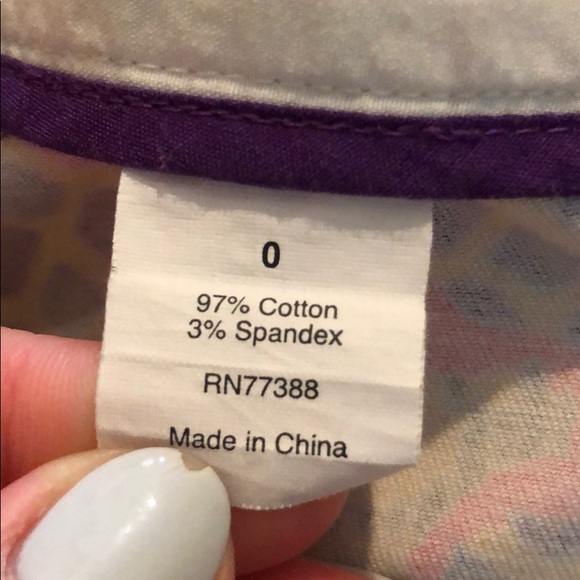 0
97% Cotton
3% Spandex
RN77388
Made in China